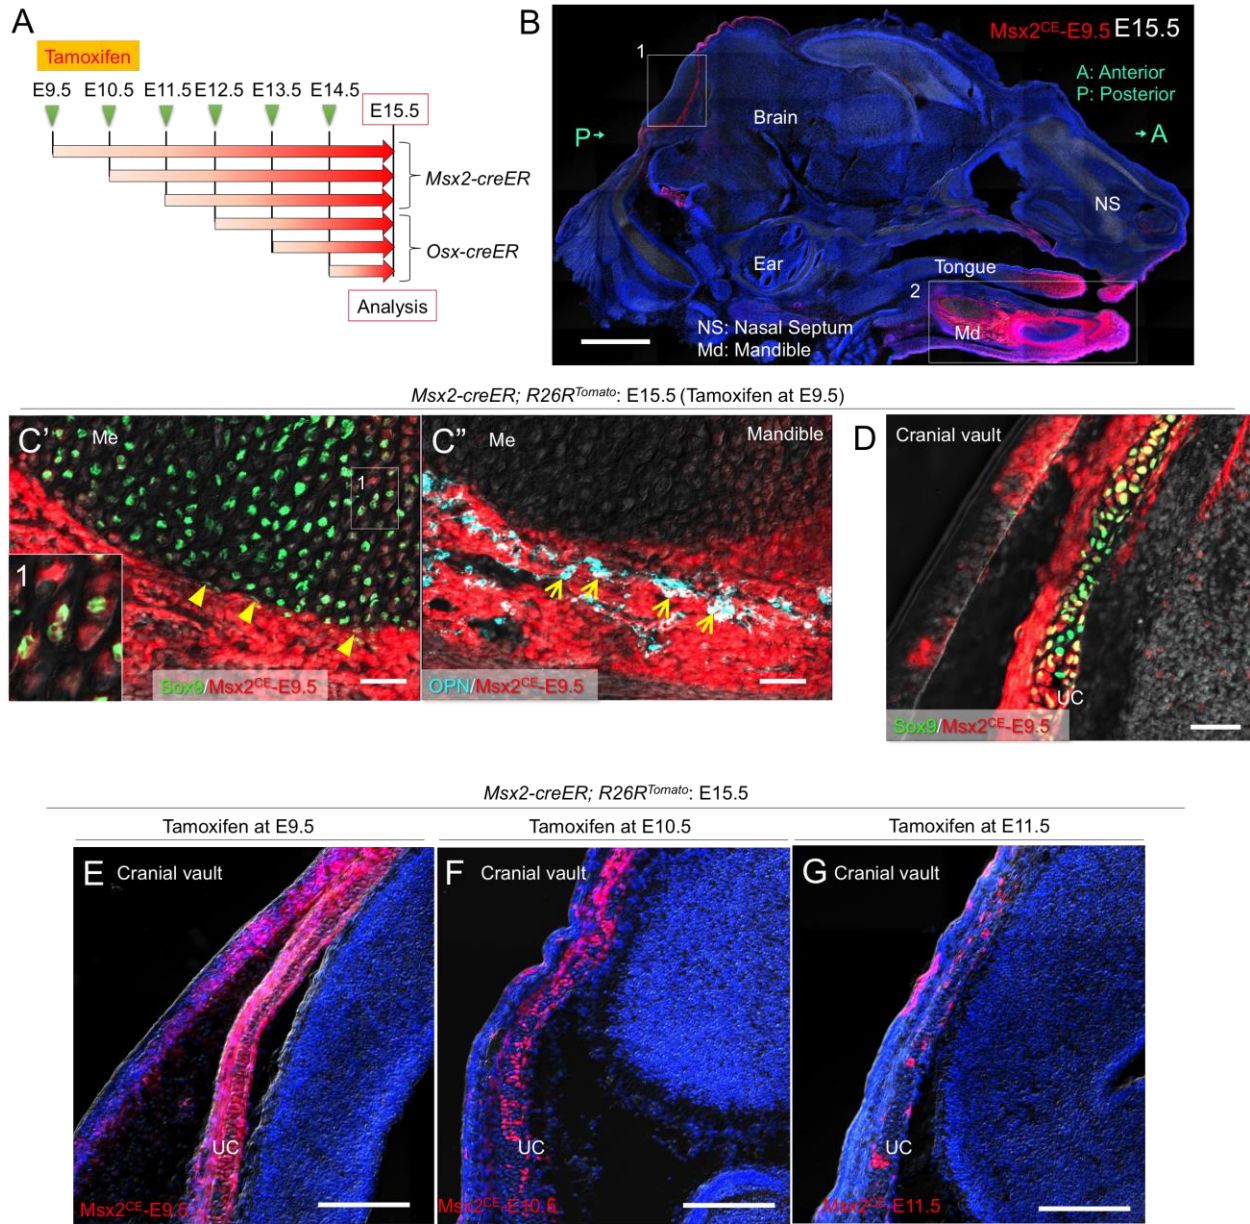 A
Tamoxifen
E9.5 E10.5 E11.5 E12.5 E13.5 E14.5
E15.5
Msx2-creER
Osx-creER
Analysis
B
Msx2CE-E9.5 E15.5
A: Anterior
P: Posterior
1
Brain
P
A
NS
Ear
Tongue
2
Md
NS: Nasal Septum
Md: Mandible
Msx2-creER; R26RTomato: E15.5 (Tamoxifen at E9.5)
C’ Me
1
1
Sox9/Msx2CE-E9.5
C” Me Mandible
OPN/Msx2CE-E9.5
D Cranial vault
UC
Sox9/Msx2CE-E9.5
Msx2-creER; R26RTomato: E15.5
Tamoxifen at E9.5 Tamoxifen at E10.5 Tamoxifen at E11.5
E Cranial vault
UC
Msx2CE-E9.5
F Cranial vault
UC
Msx2CE-E10.5
G Cranial vault
UC
Msx2CE-E11.5